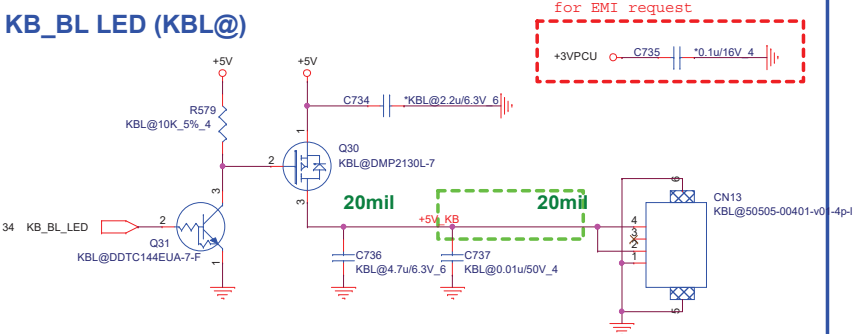 for EMI request
KB_BL LED (KBL@)
+3VPCU
C735
*0.1u/16V_4
+5V
+5V
C734
*KBL@2.2u/6.3V_6
R579
KBL@10K_5%_4
1
Q30
KBL@DMP2130L-7
2
3
3
20mil
20mil
6
CN13
KBL@50505-00401-v01-4p-l
34
KB_BL_LED
2
+5V_KB
4
3
2
1
Q31
KBL@DDTC144EUA-7-F
1
C736
KBL@4.7u/6.3V_6
C737
KBL@0.01u/50V_4
5